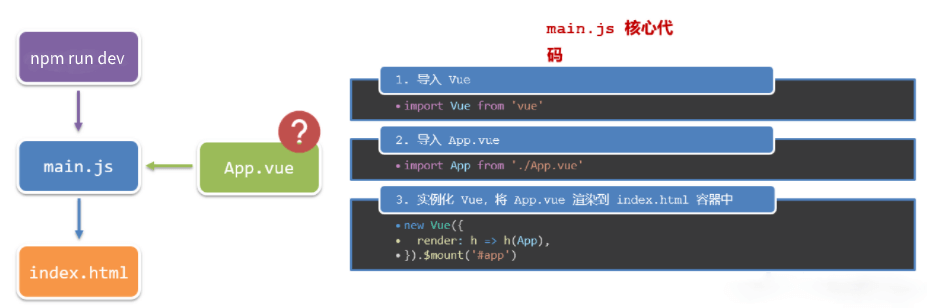 npm run dev
main.js
?
App.vue
index.html
main.js 核心代
码
1. 导入 Vue
import Vue from 'vue'
2. 导入 App.vue
import App from './App.vue'
3. 实例化 Vue，将 App.vue 渲染到 index.html 容器中
new Vue({
render: h => h(App),
}).$mount('#app')